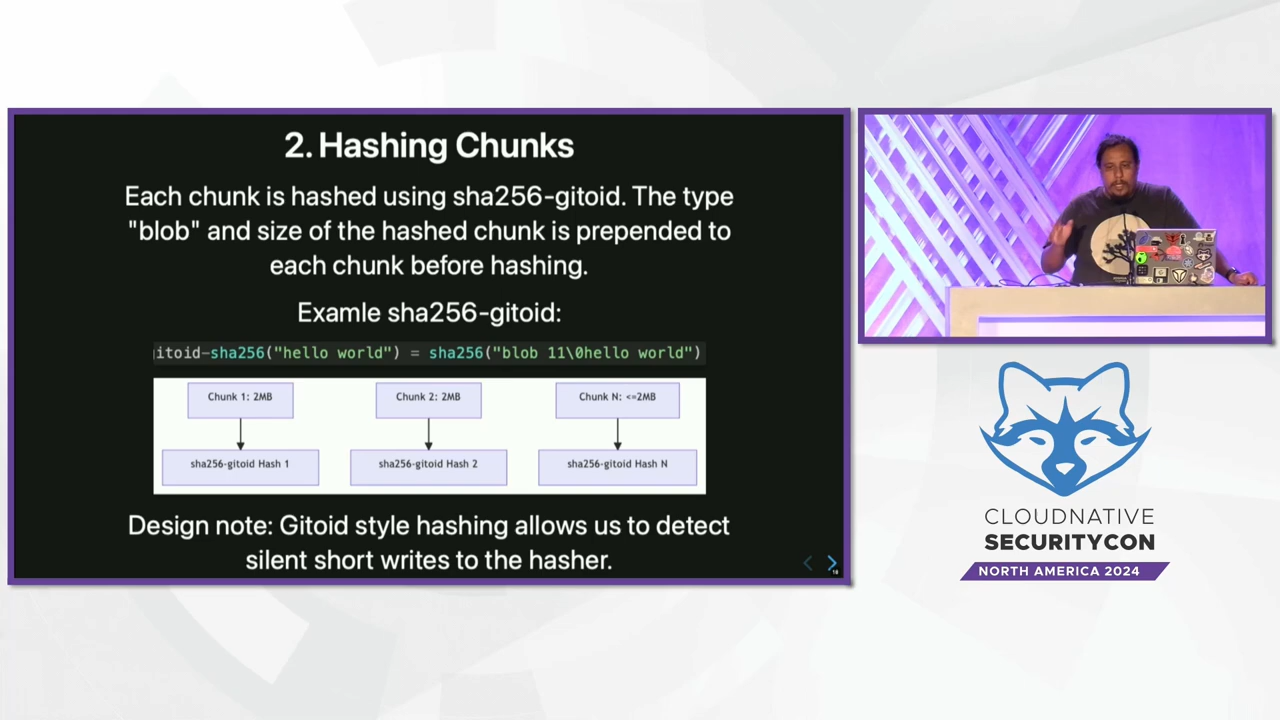 2. Hashing Chunks
Each chunk is hashed using sha256-gitoid. The type
"blob" and size of the hashed chunk is prepended to
each chunk before hashing.
Examle sha256-gitoid:
itoid-sha256("hello world") = sha256("blob 11\0hello world")
Chunk 1: 2MB
Chunk 2: 2MB
Chunk N: <=2MB
sha256-gitoid Hash 1
sha256-gitoid Hash 2
sha256-gitoid Hash N
Design note: Gitoid style hashing allows us to detect
silent short writes to the hasher.
18
CLOUDNATIVE
SECURITYCON
NORTH AMERICA 2024